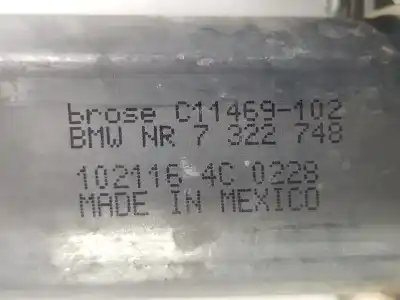 brose C11469-102
BMW NR 7 322 748
102116 4C 0228
MADE IN MEXICO